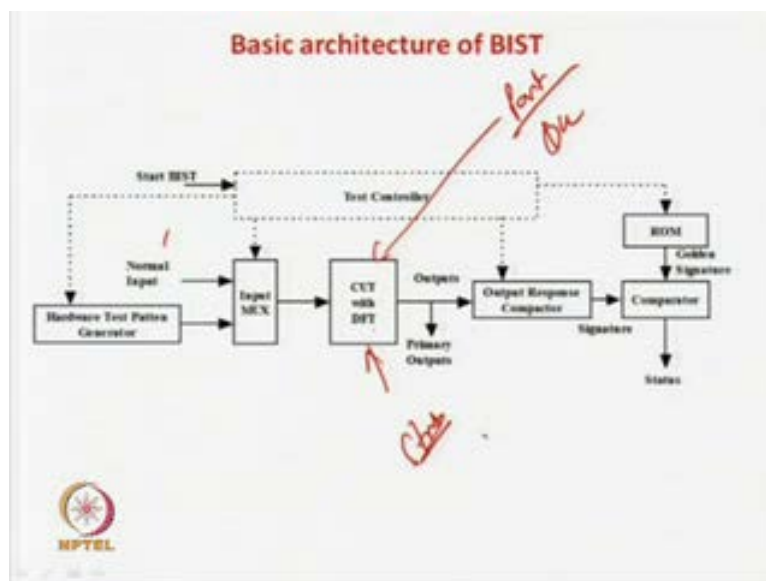 Basic architecture of BIST
Start BIST
Test Controller
ROM
Normal
Input
Golden
Signature
Input
MUX
CUT
with
DFT
Outputs
Output Response
Compactor
Comparator
Hardware Test Patten
Generator
Signature
Primary
Outputs
Status
NPTEL